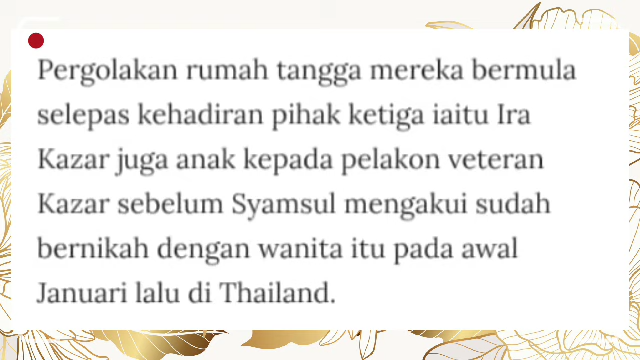 Pergolakan rumah tangga mereka bermula
selepas kehadiran pihak ketiga iaitu Ira
Kazar juga anak kepada pelakon veteran
Kazar sebelum Syamsul mengakui sudah
bernikah dengan wanita itu pada awal
Januari lalu di Thailand.